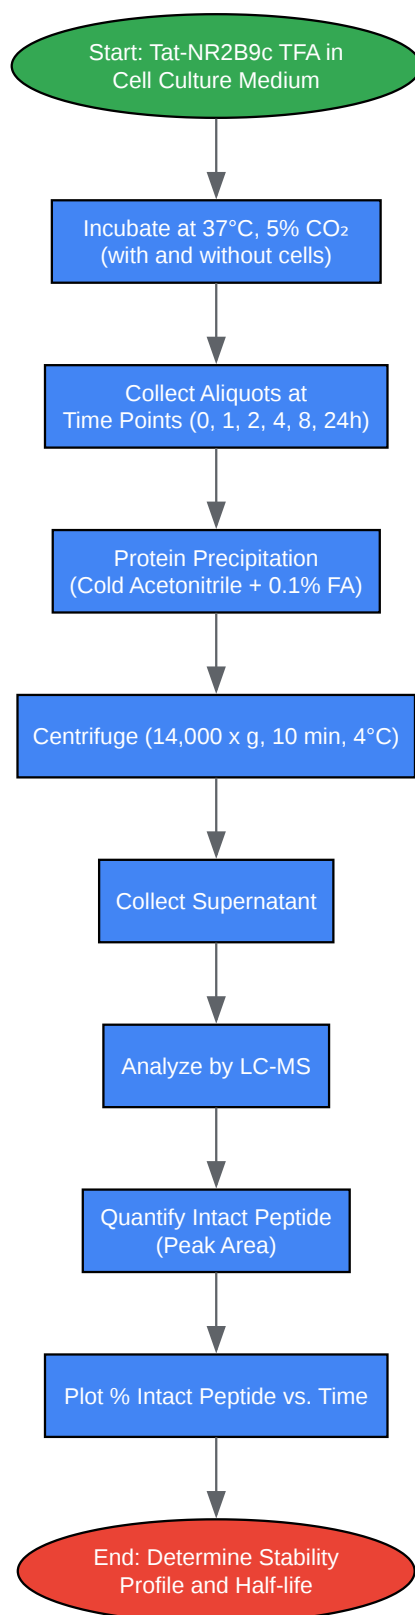 Start: Tat-NR2B9c TFA in
Cell Culture Medium
Incubate at 37°C, 5% CO₂
(with and without cells)
Collect Aliquots at
Time Points (0, 1, 2, 4, 8, 24h)
Protein Precipitation
(Cold Acetonitrile + 0.1% FA)
Centrifuge (14,000 x g, 10 min, 4°C)
Collect Supernatant
Analyze by LC-MS
Quantify Intact Peptide
(Peak Area)
Plot % Intact Peptide vs. Time
End: Determine Stability
Profile and Half-life